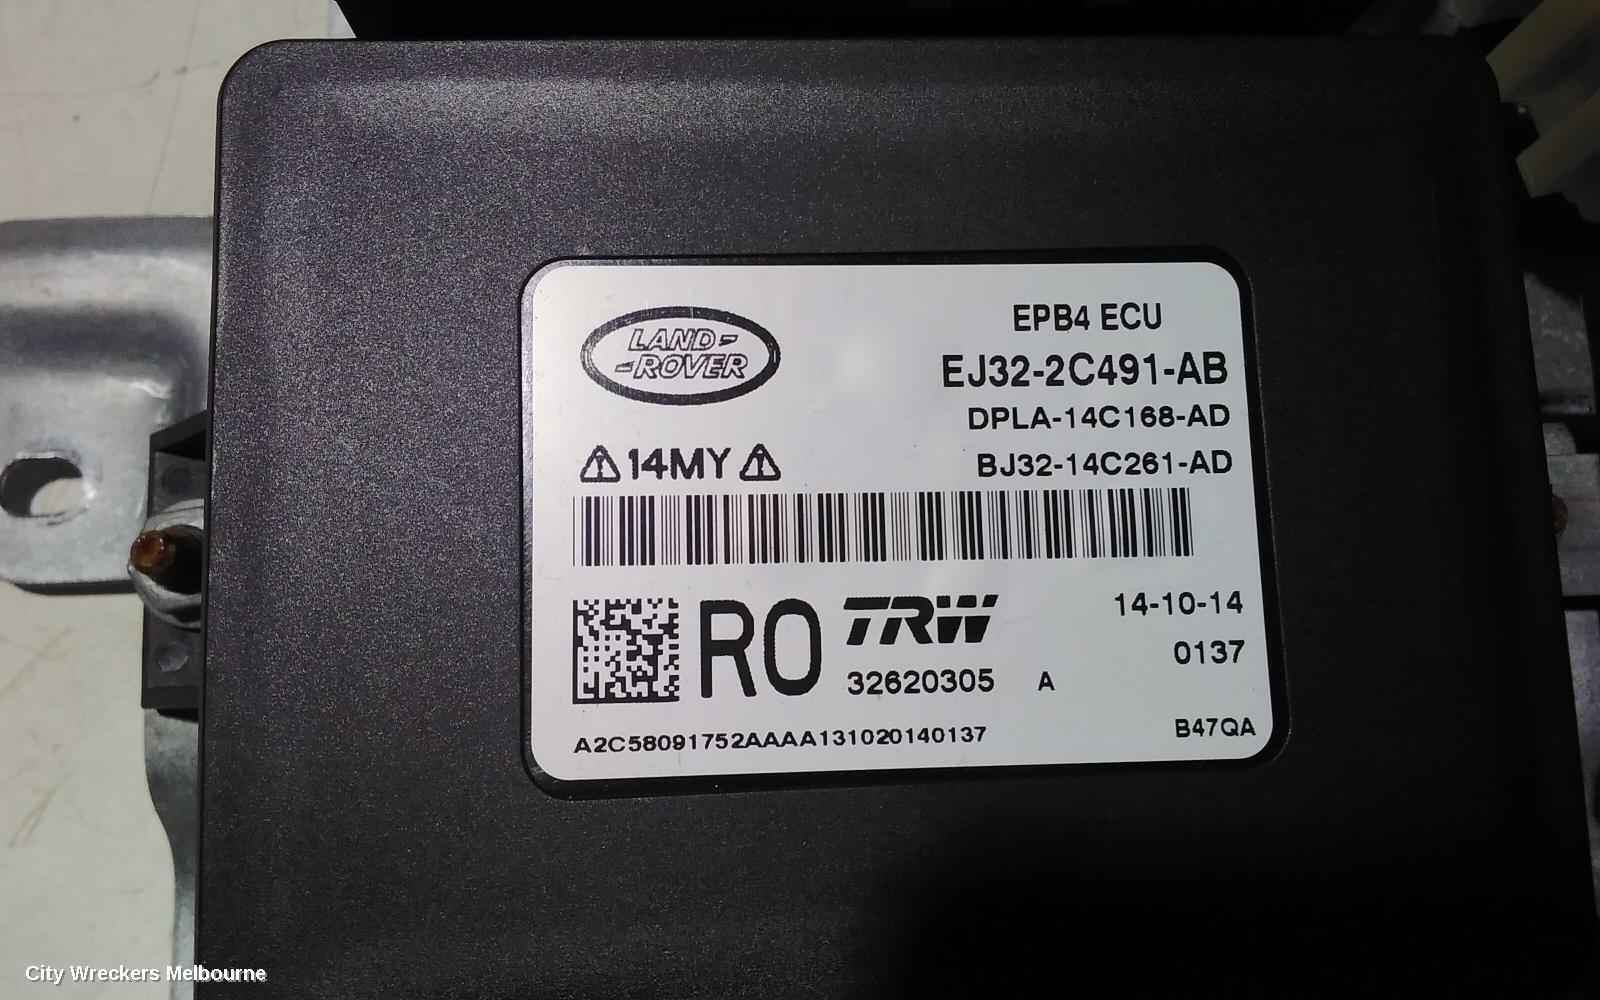 LAND-
-ROVER
EPB4 ECU
EJ32-2C491-AB
DPLA-14C168-AD
14MY
BJ32-14C261-AD
RO
TRW
14-10-14
0137
32620305 A
A2C58091752AAAA131020140137
B47QA
City Wreckers Melbourne